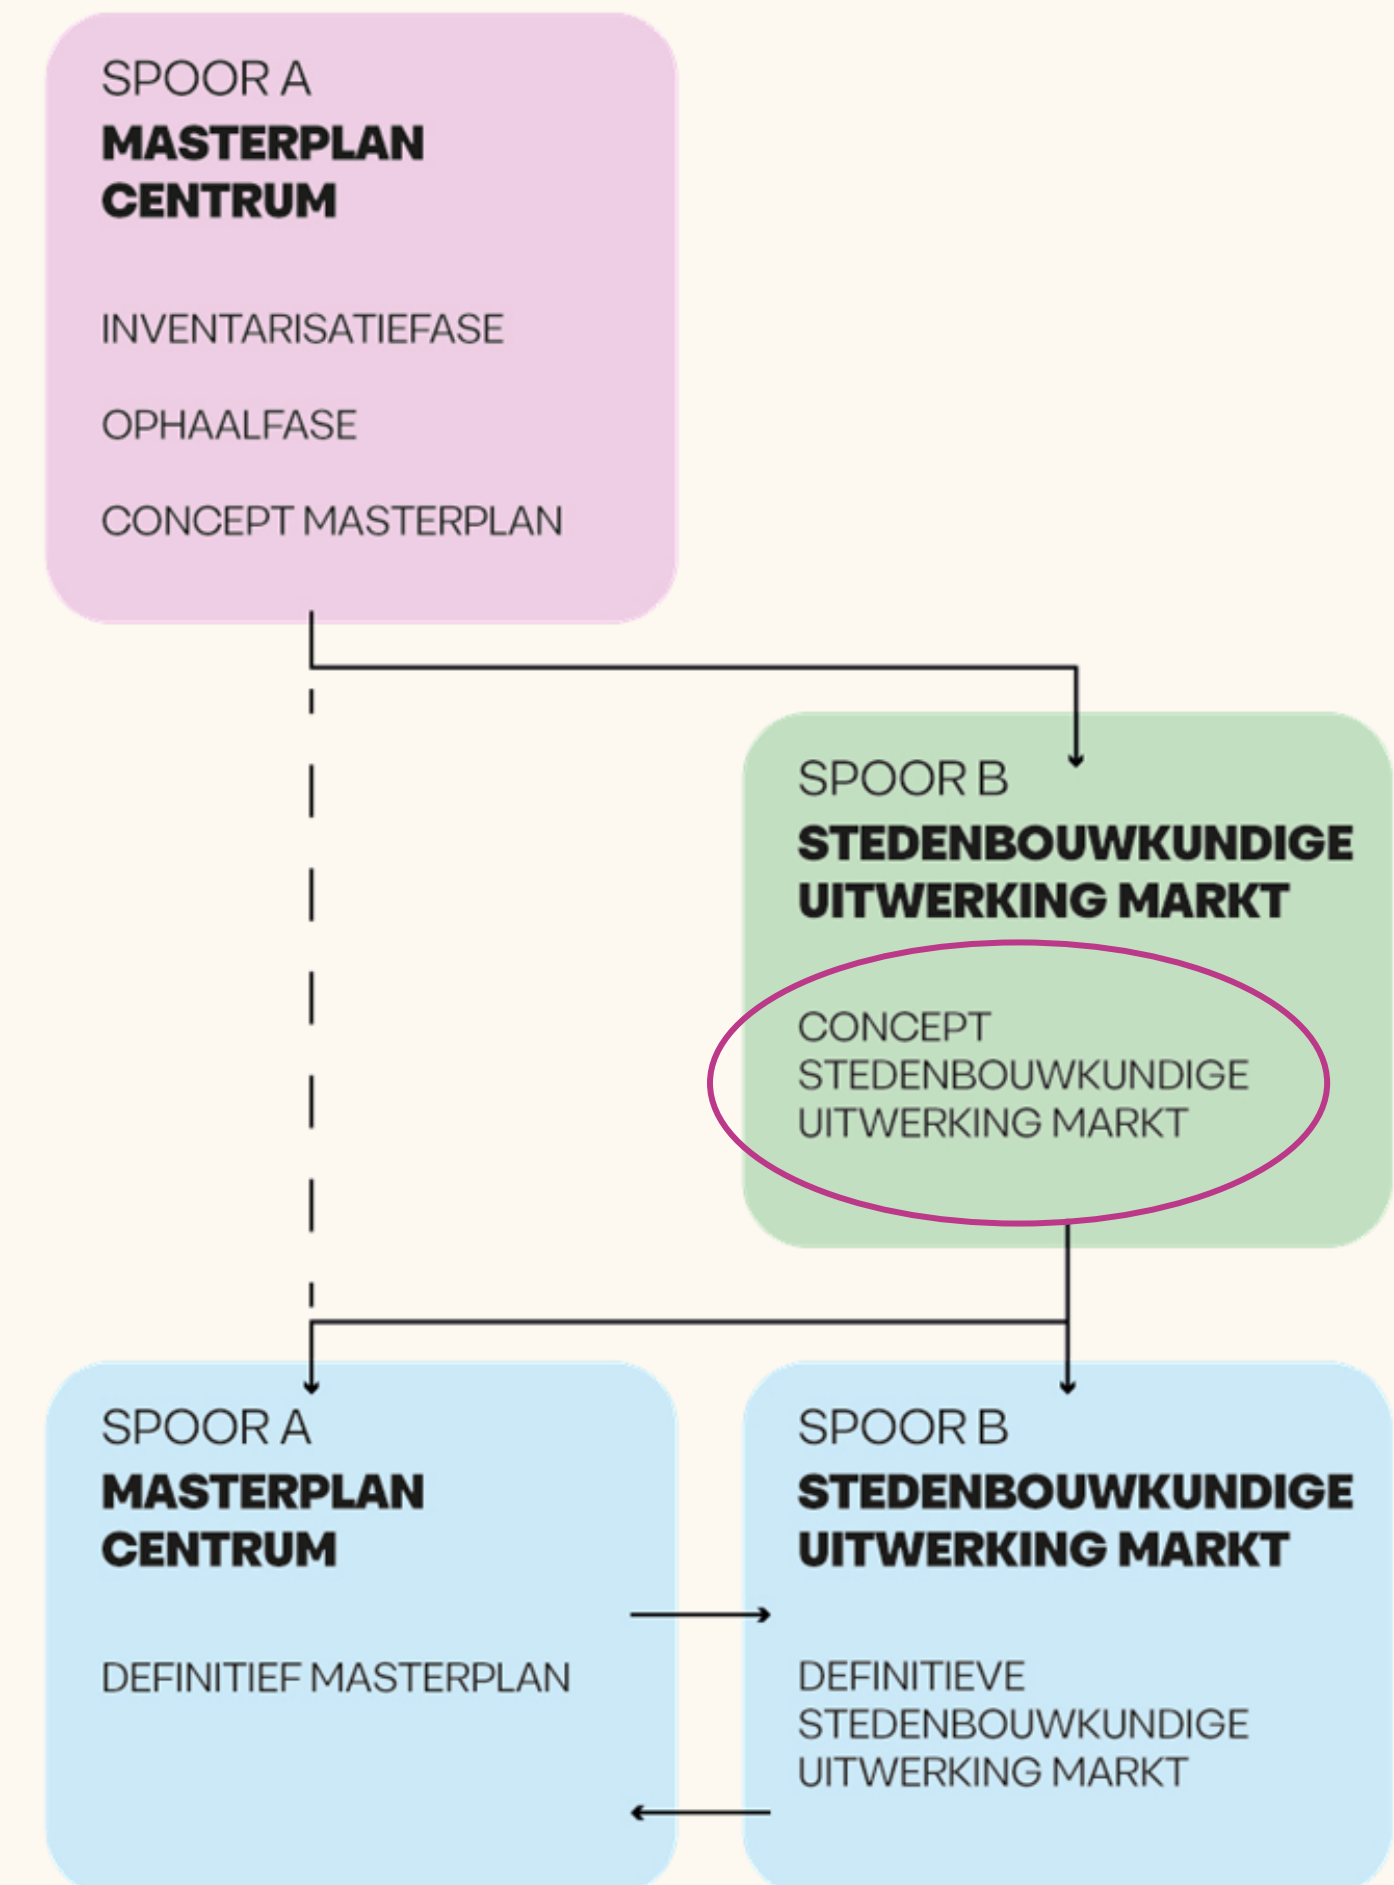 SPOOR A
MASTERPLAN
CENTRUM
INVENTARISATIEFASE
OPHAALFASE
CONCEPT MASTERPLAN
SPOOR B
STEDENBOUWKUNDIGE
UITWERKING MARKT
CONCEPT
STEDENBOUWKUNDIGE
UITWERKING MARKT
SPOOR A
MASTERPLAN
CENTRUM
DEFINITIEF MASTERPLAN
SPOOR B
STEDENBOUWKUNDIGE
UITWERKING MARKT
DEFINITIEVE
STEDENBOUWKUNDIGE
UITWERKING MARKT